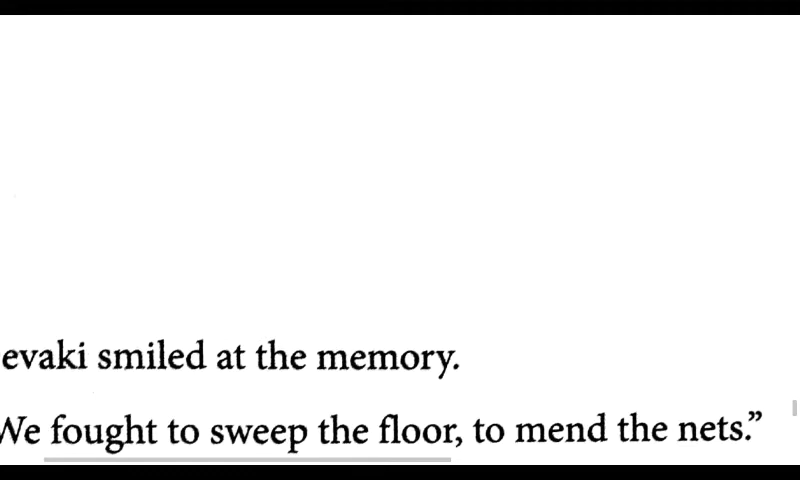 evaki smiled at the memory.
We fought to sweep the floor, to mend the nets.”